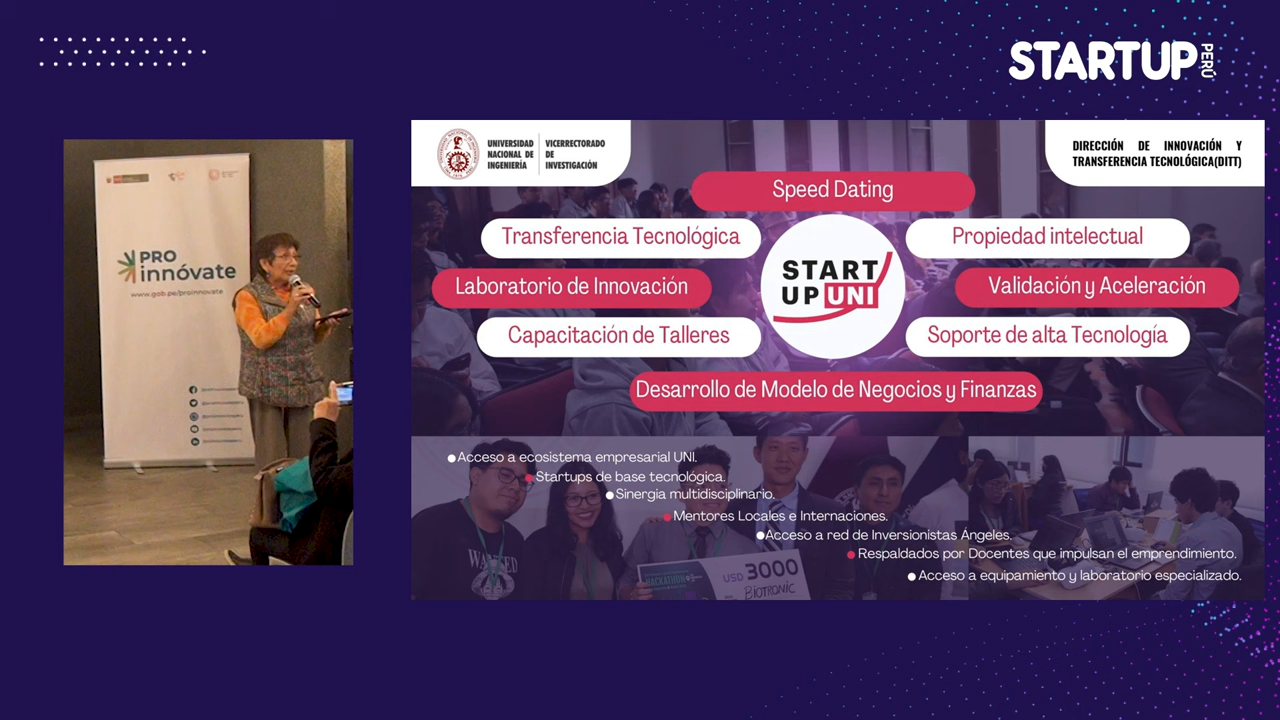 STARTUP PERÚ
UNIVERSIDAD
NACIONAL DE
INGENIERÍA
VICERRECTORADO
DE
INVESTIGACIÓN
DIRECCIÓN DE INNOVACIÓN Y
TRANSFERENCIA TECNOLÓGICA(DITT)
Speed Dating
Transferencia Tecnológica
Propiedad intelectual
Laboratorio de Innovación
START
UP UNI
Validación y Aceleración
Capacitación de Talleres
Soporte de alta Tecnología
Desarrollo de Modelo de Negocios y Finanzas
Acceso a ecosistema empresarial UNI.
Startups de base tecnológica.
Sinergia multidisciplinario.
Mentores Locales e Internaciones.
Acceso a red de Inversionistas Ángeles.
Respaldados por Docentes que impulsan el emprendimiento.
Acceso a equipamiento y laboratorio especializado.
WANTED
HACKATHON
USD 3000
BIOTRONIC
PRO
innóvate
www.gob.pe/proinnovate